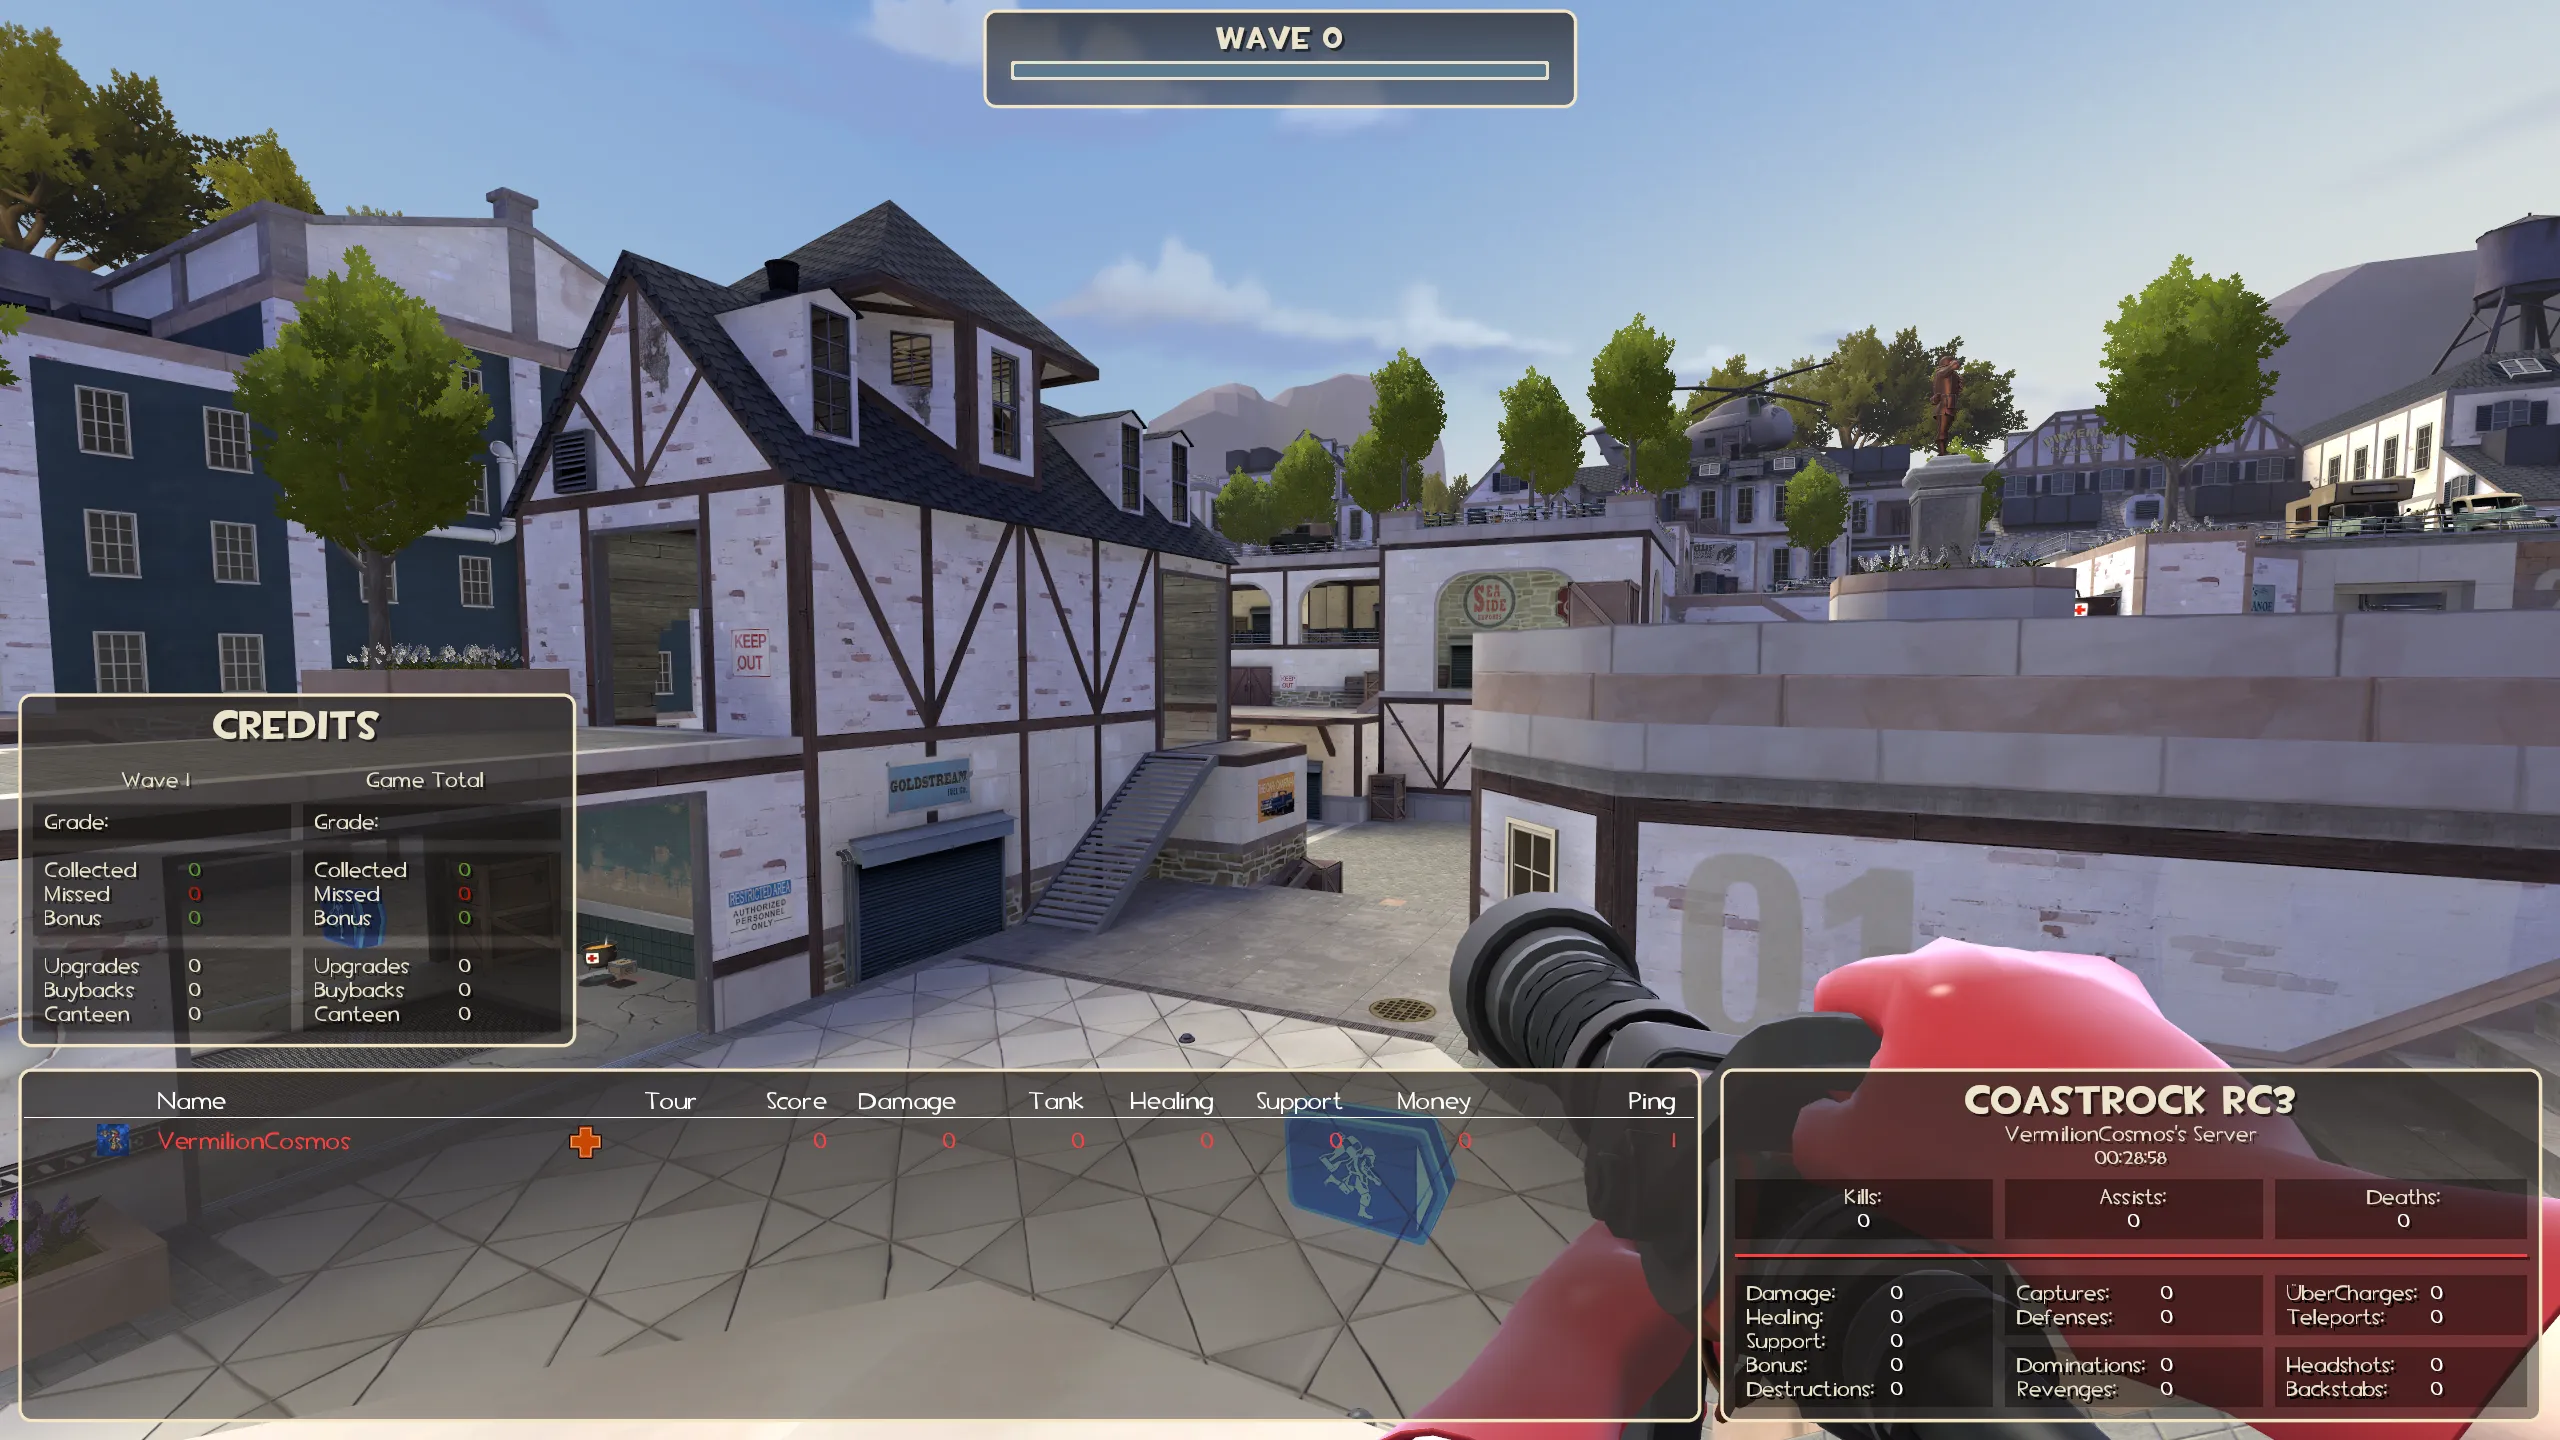 WAVE 0
KEEP
OUT
SEA
SIDE
KEEP
OUT
GOLDSTREAM
RESTRICTED AREA
AUTHORIZED
PERSONNEL
ONLY
01
CREDITS
Wave 1 Game Total
Grade: Grade:
Collected 0 Collected 0
Missed 0 Missed 0
Bonus 0 Bonus 0
Upgrades 0 Upgrades 0
Buybacks 0 Buybacks 0
Canteen 0 Canteen 0
Name Tour Score Damage Tank Healing Support Money Ping
VermilionCosmos 0 0 0 0 0 0 1
COASTROCK RC3
VermilionCosmos's Server
00:28:58
Kills: Assists: Deaths:
0 0 0
Damage: 0 Captures: 0 ÜberCharges: 0
Healing: 0 Defenses: 0 Teleports: 0
Support: 0
Bonus: 0 Dominations: 0 Headshots: 0
Destructions: 0 Revenges: 0 Backstabs: 0